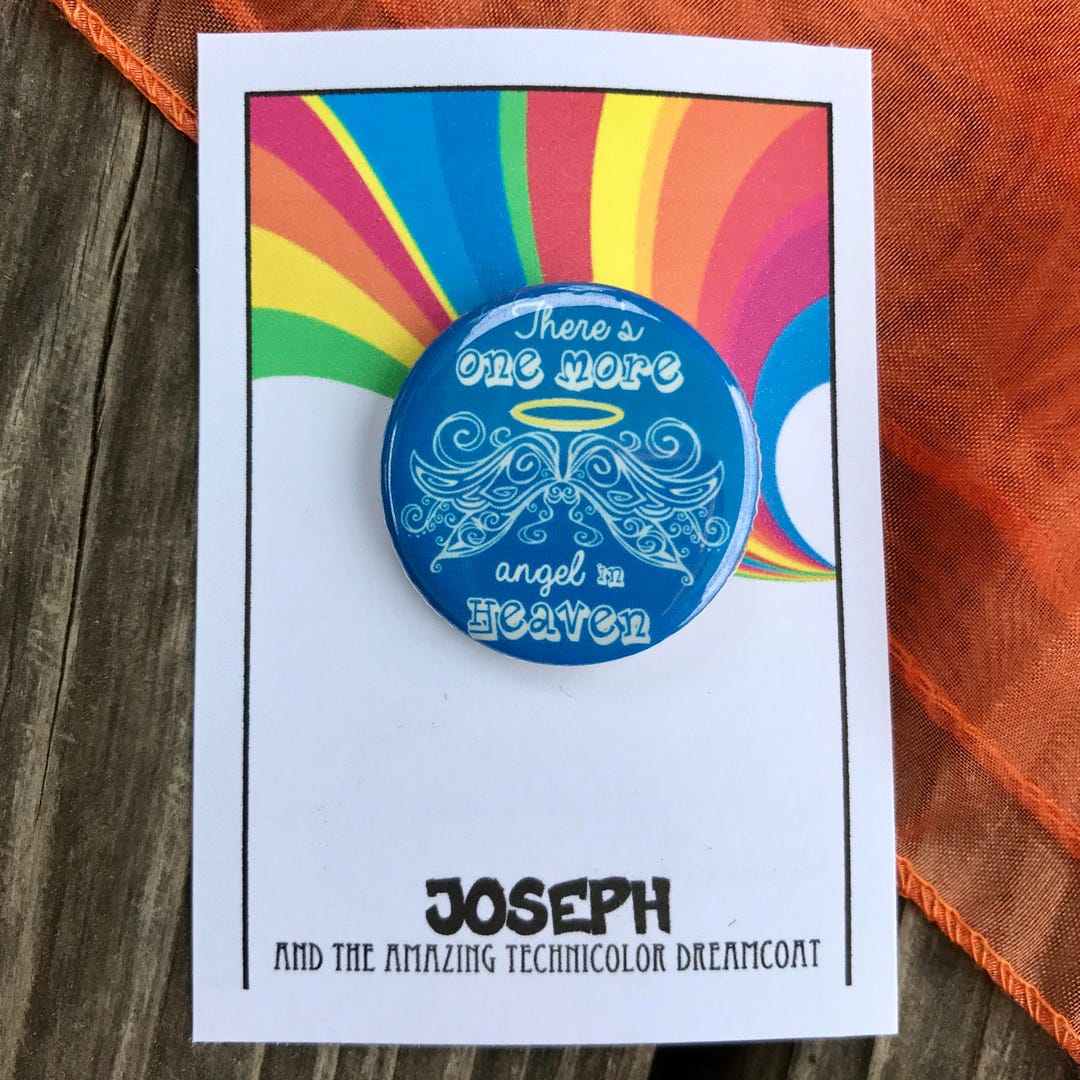 There's
one more
angel in
Heaven
JOSEPH
AND THE AMAZING TECHNICOLOR DREAMCOAT